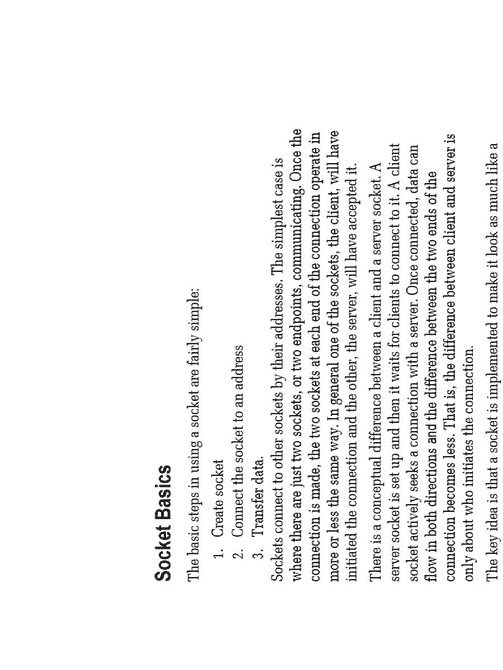 Socket Basics
The basic steps in using a socket are fairly simple:
1. Create socket
2. Connect the socket to an address
3. Transfer data.
Sockets connect to other sockets by their addresses. The simplest case is
where there are just two sockets, or two endpoints, communicating. Once the
connection is made, the two sockets at each end of the connection operate in
more or less the same way. In general one of the sockets, the client, will have
initiated the connection and the other, the server, will have accepted it.
There is a conceptual difference between a client and a server socket. A
server socket is set up and then it waits for clients to connect to it. A client
socket actively seeks a connection with a server. Once connected, data can
flow in both directions and the difference between the two ends of the
connection becomes less. That is, the difference between client and server is
only about who initiates the connection.
The key idea is that a socket is implemented to make it look as much like a